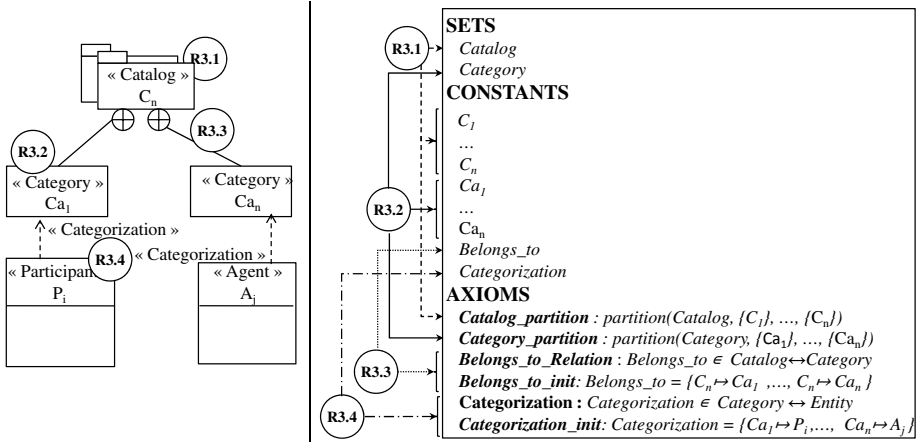 R3.1
« Catalog »
Cₙ
R3.3
R3.2
« Category »
Ca₁
« Category »
Caₙ
« Categorization »
« Categorization »
R3.4
« Participan
Pᵢ
« Agent »
Aⱼ
SETS
R3.1
Catalog
Category
CONSTANTS
C₁
...
Cₙ
Ca₁
R3.2
...
Caₙ
Belongs_to
Categorization
AXIOMS
Catalog_partition : partition(Catalog, {C₁}, ..., {Cₙ})
Category_partition : partition(Category, {Ca₁}, ..., {Caₙ})
R3.3
Belongs_to_Relation : Belongs_to ∈ Catalog↔Category
Belongs_to_init: Belongs_to = {Cₙ↦Ca₁ ,..., Cₙ↦Caₙ }
R3.4
Categorization : Categorization ∈ Category ↔ Entity
Categorization_init: Categorization = {Ca₁↦Pᵢ,..., Caₙ↦Aⱼ}